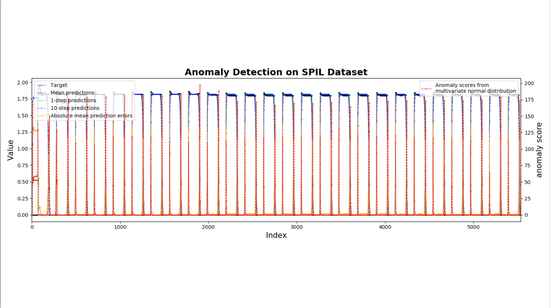 Anomaly Detection on SPIL Dataset
Target
Mean predictions
1-step predictions
10-step predictions
Absolute mean prediction errors
Anomaly scores from
multivariate normal distribution
Value
2.00
1.75
1.50
1.25
1.00
0.75
0.50
0.25
0.00
anomaly score
200
175
150
125
100
75
50
25
0
0
1000
2000
3000
4000
5000
Index